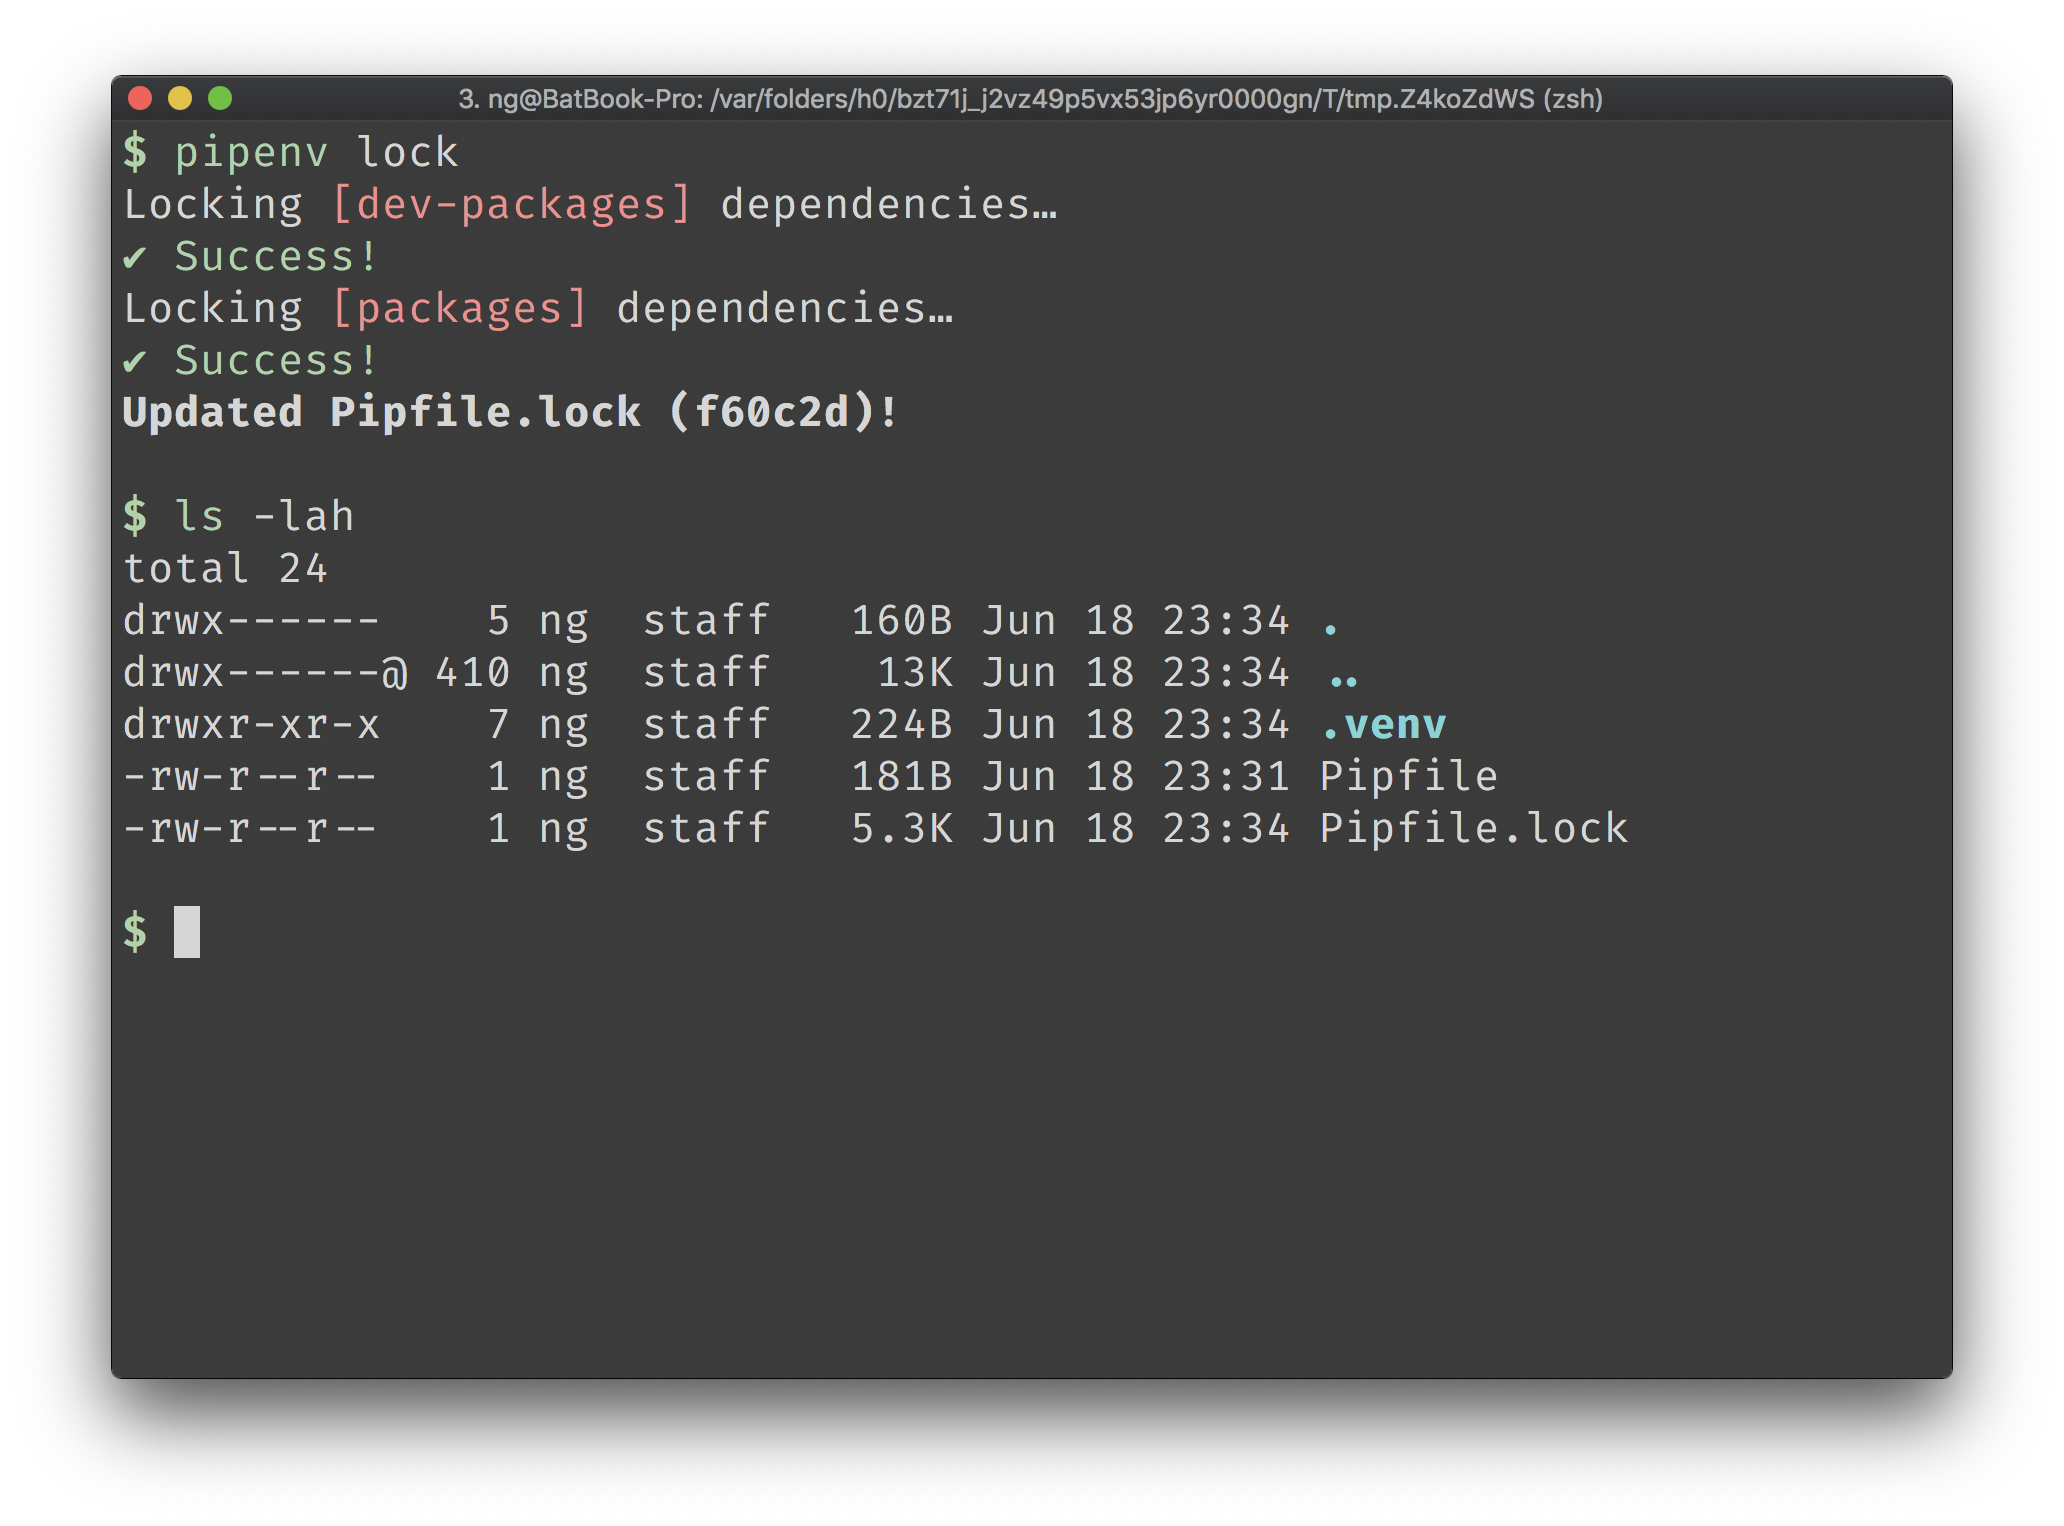 3. ng@BatBook-Pro: /var/folders/h0/bzt71j_j2vz49p5vx53jp6yr0000gn/T/tmp.Z4koZdWS (zsh)
$ pipenv lock
Locking [dev-packages] dependencies…
✔ Success!
Locking [packages] dependencies…
✔ Success!
Updated Pipfile.lock (f60c2d)!
$ ls -lah
total 24
drwx------    5 ng  staff   160B Jun 18 23:34 .
drwx------@ 410 ng  staff    13K Jun 18 23:34 ..
drwxr-xr-x    7 ng  staff   224B Jun 18 23:34 .venv
-rw-r--r--    1 ng  staff   181B Jun 18 23:31 Pipfile
-rw-r--r--    1 ng  staff   5.3K Jun 18 23:34 Pipfile.lock
$